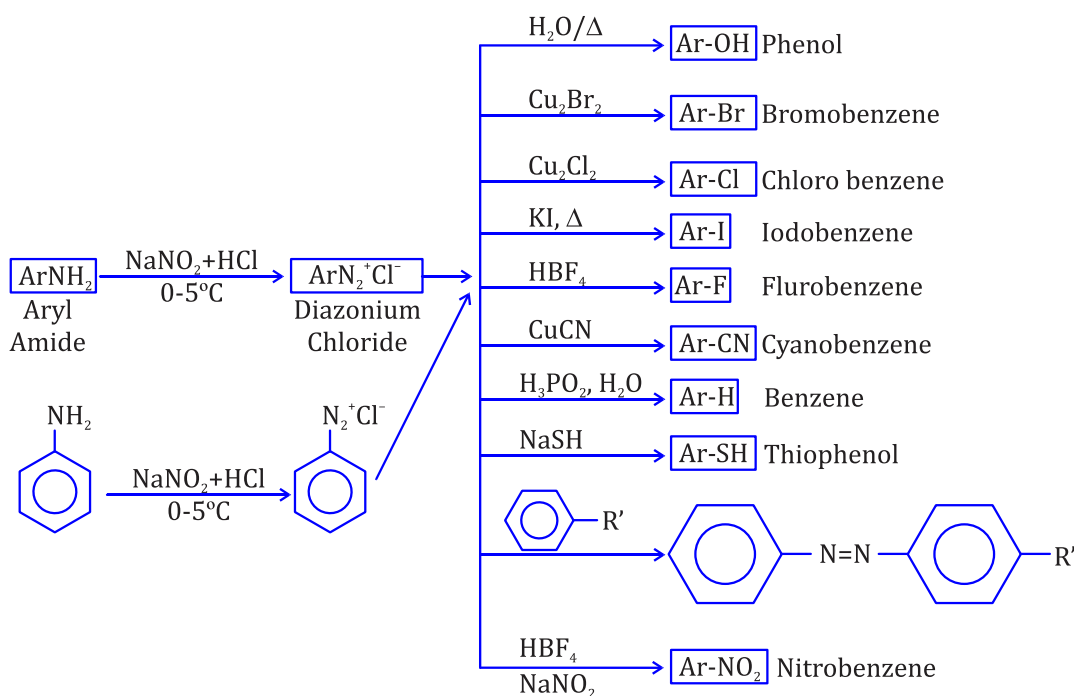 H₂O/Δ
Ar-OH Phenol
Cu₂Br₂
Ar-Br Bromobenzene
Cu₂Cl₂
Ar-Cl Chloro benzene
KI, Δ
Ar-I Iodobenzene
ArNH₂
NaNO₂+HCl
0-5ºC
ArN₂⁺Cl⁻
HBF₄
Ar-F Flurobenzene
Aryl
Amide
Diazonium
Chloride
CuCN
Ar-CN Cyanobenzene
H₃PO₂, H₂O
Ar-H Benzene
NH₂
N₂⁺Cl⁻
NaNO₂+HCl
0-5ºC
NaSH
Ar-SH Thiophenol
R’
N=N
R’
HBF₄
NaNO₂
Ar-NO₂ Nitrobenzene